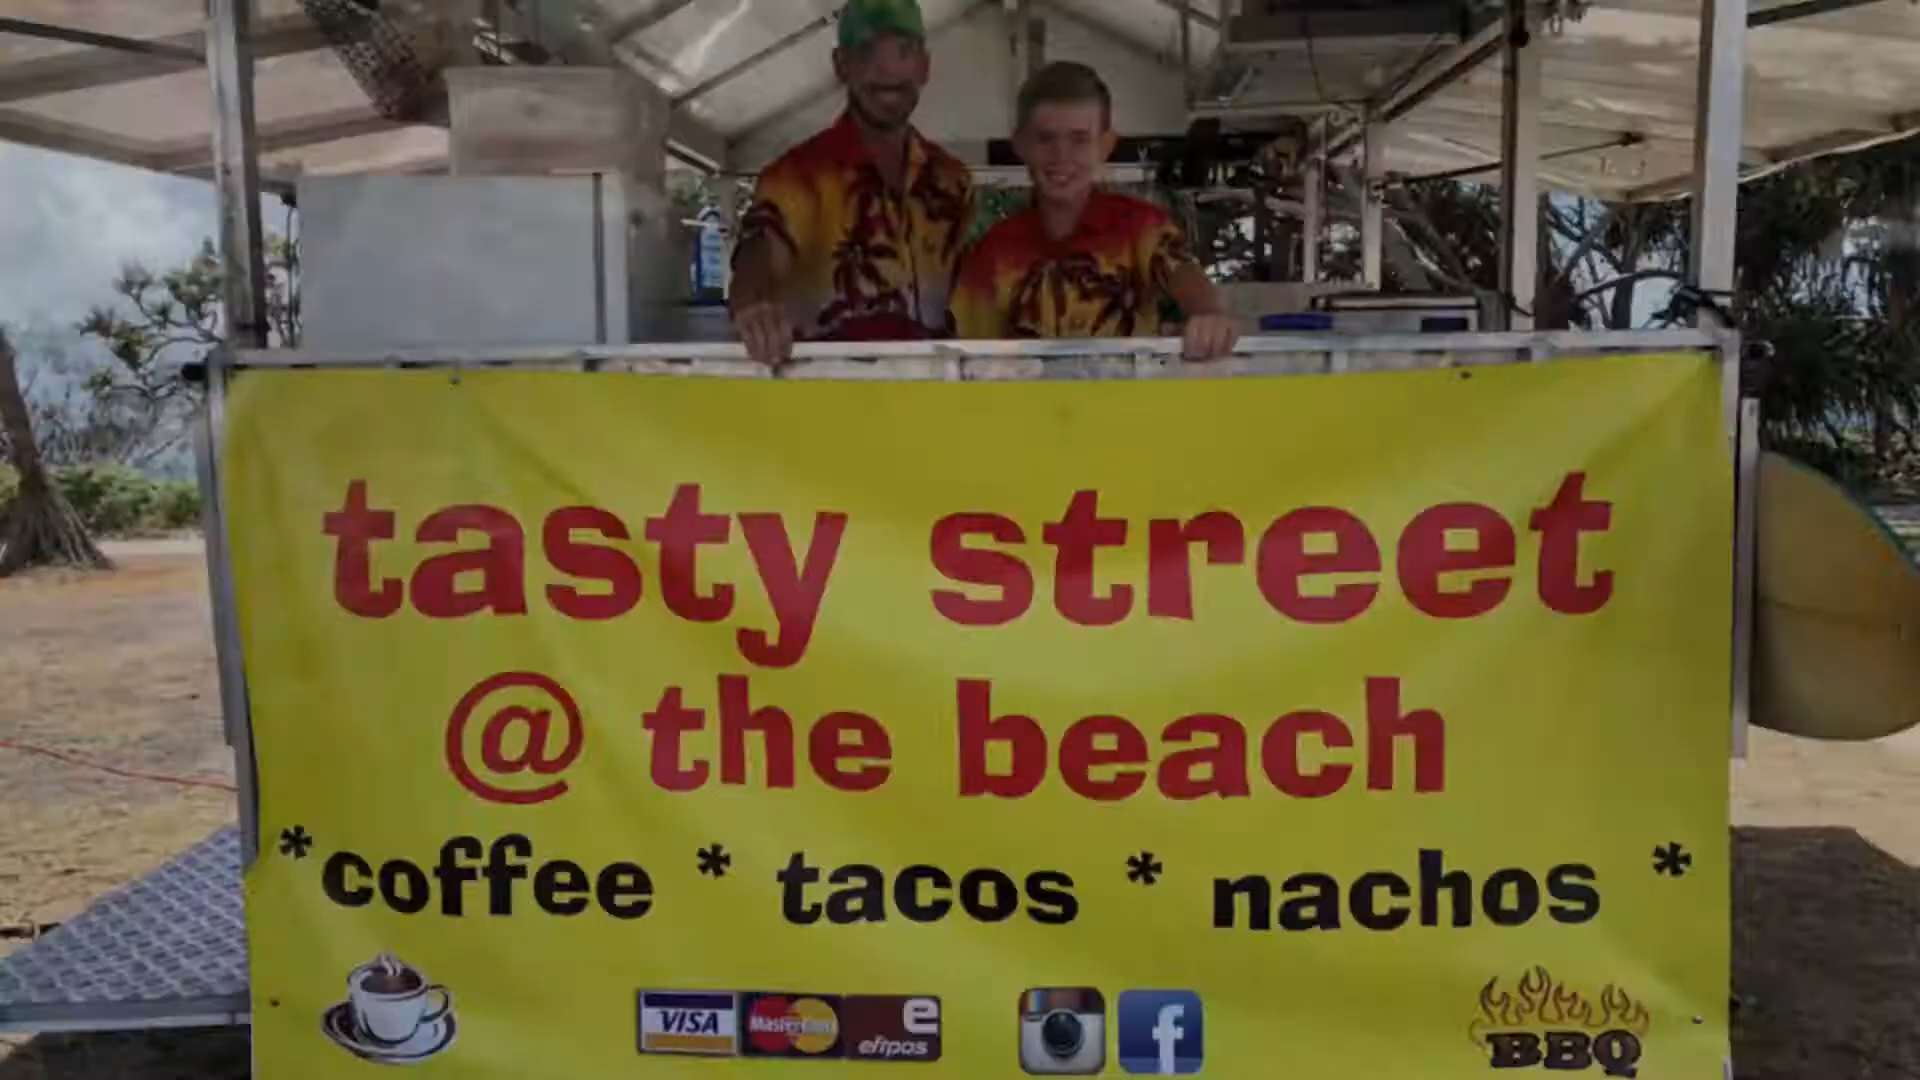 tasty street
@ the beach
*coffee * tacos * nachos *
VISA MasterCard e eftpos f BBQ